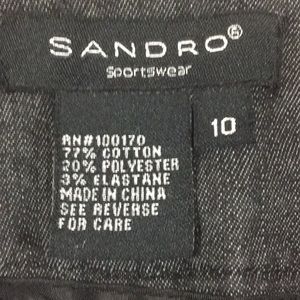 SANDRO®
Sportswear
10
RN#100170
77% COTTON
20% POLYESTER
3% ELASTANE
MADE IN CHINA
SEE REVERSE
FOR CARE